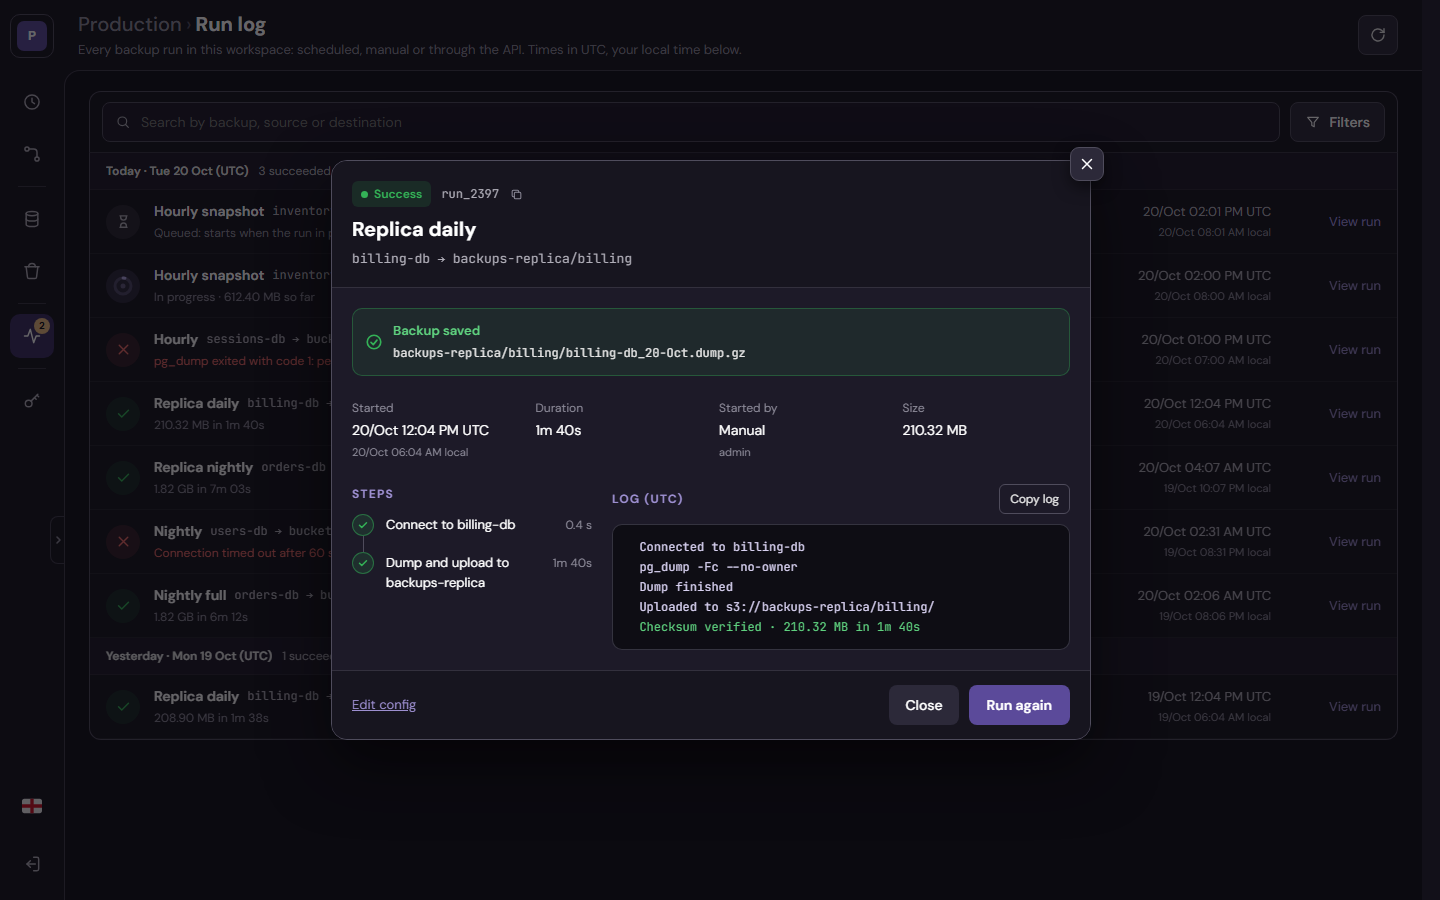 P
Production › Run log
Every backup run in this workspace: scheduled, manual or through the API. Times in UTC, your local time below.
Search by backup, source or destination
Filters
Today · Tue 20 Oct (UTC) 3 succeeded
Hourly snapshot
Queued: starts when the run in
20/Oct 02:01 PM UTC
20/Oct 08:01 AM local
View run
Hourly snapshot
In progress · 612.40 MB so far
20/Oct 02:00 PM UTC
20/Oct 08:00 AM local
View run
2
Hourly sessions-db →
pg_dump exited with code 1:
20/Oct 01:00 PM UTC
20/Oct 07:00 AM local
View run
Replica daily billing-db →
210.32 MB in 1m 40s
20/Oct 12:04 PM UTC
20/Oct 06:04 AM local
View run
Replica nightly orders-db
1.82 GB in 7m 03s
20/Oct 04:07 AM UTC
19/Oct 10:07 PM local
View run
Nightly users-db → bucket
Connection timed out after 60
20/Oct 02:31 AM UTC
19/Oct 08:31 PM local
View run
Nightly full orders-db →
1.82 GB in 6m 12s
20/Oct 02:06 AM UTC
19/Oct 08:06 PM local
View run
Yesterday · Mon 19 Oct (UTC) 1
Replica daily billing-db →
208.90 MB in 1m 38s
19/Oct 12:04 PM UTC
19/Oct 06:04 AM local
View run
Success run_2397
Replica daily
billing-db → backups-replica/billing
Backup saved
backups-replica/billing/billing-db_20-Oct.dump.gz
Started
20/Oct 12:04 PM UTC
20/Oct 06:04 AM local
Duration
1m 40s
Started by
Manual
admin
Size
210.32 MB
STEPS
Connect to billing-db 0.4 s
Dump and upload to 1m 40s
backups-replica
LOG (UTC)
Copy log
Connected to billing-db
pg_dump -Fc --no-owner
Dump finished
Uploaded to s3://backups-replica/billing/
Checksum verified · 210.32 MB in 1m 40s
Edit config
Close
Run again